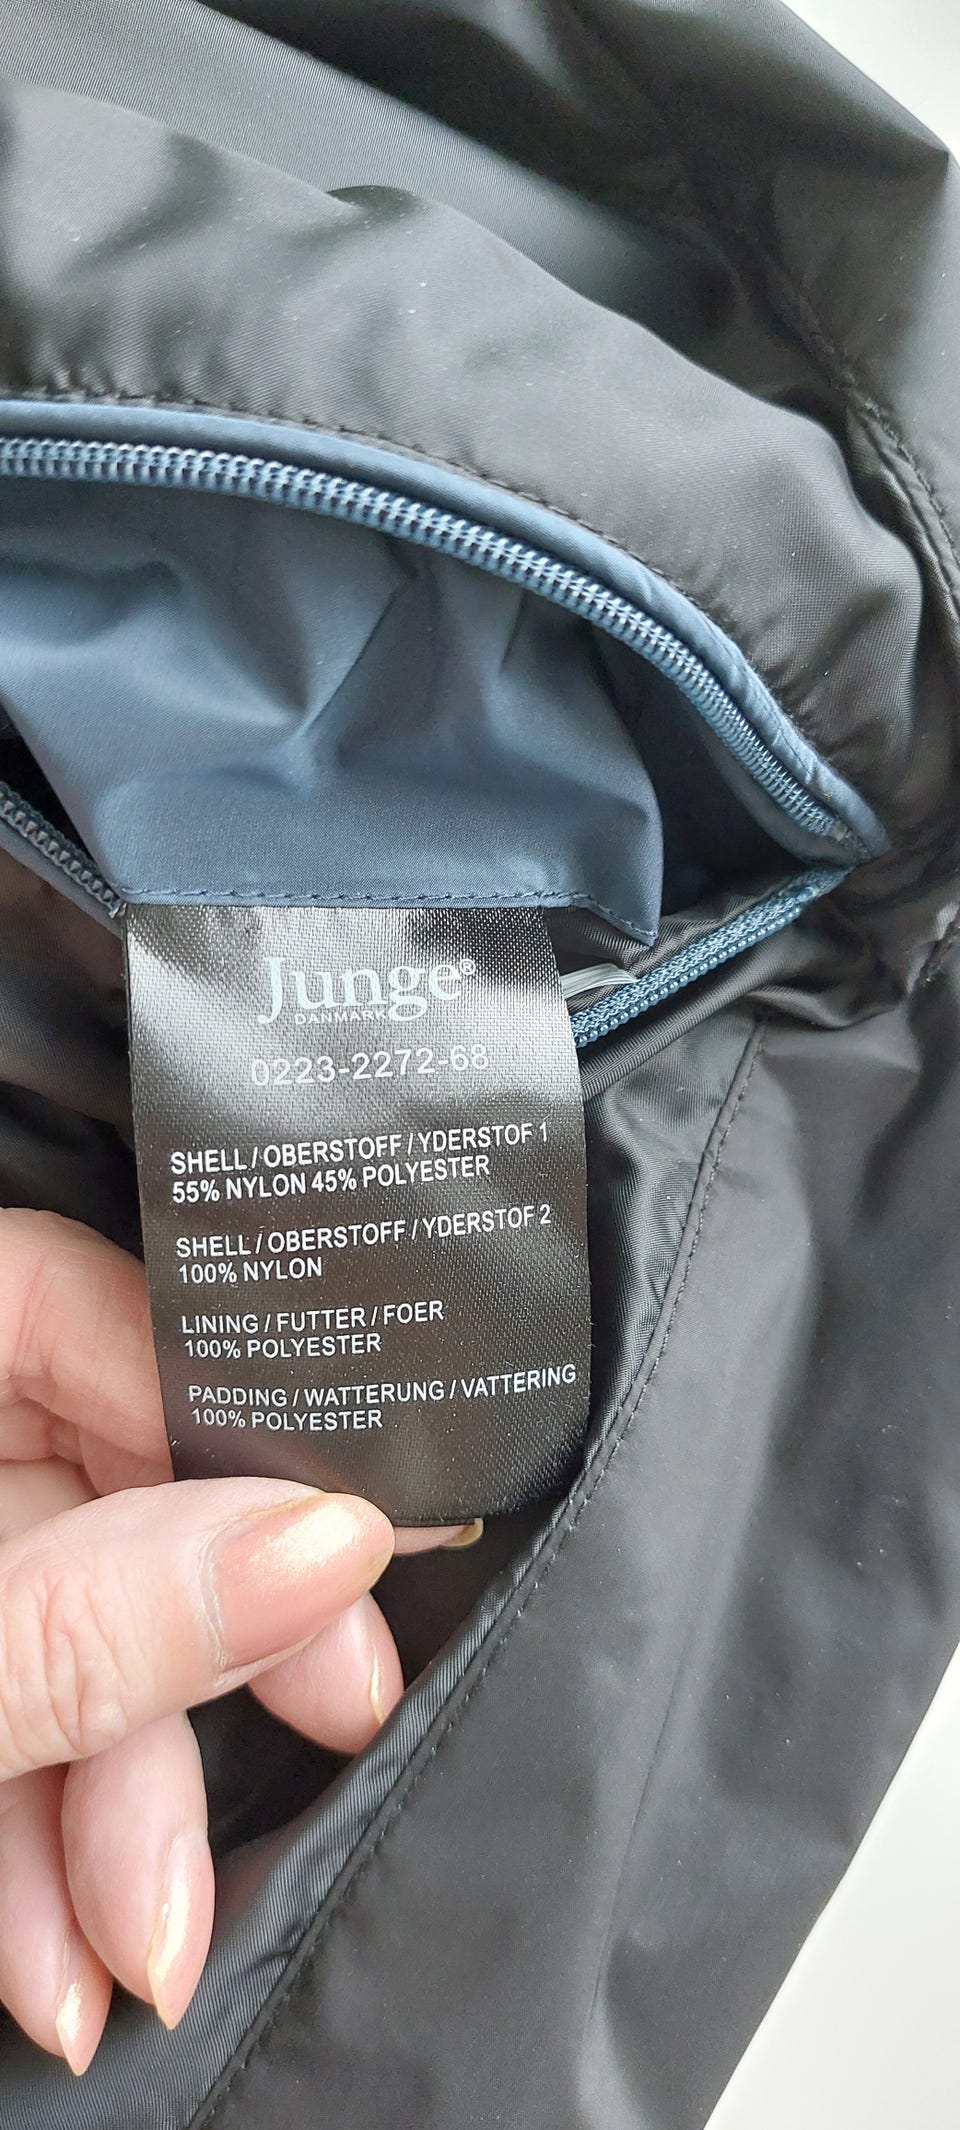 Junge®
DANMARK
0223-2272-68
SHELL / OBERSTOFF / YDERSTOF 1
55% NYLON 45% POLYESTER
SHELL / OBERSTOFF / YDERSTOF 2
100% NYLON
LINING / FUTTER / FOER
100% POLYESTER
PADDING / WATTERUNG / VATTERING
100% POLYESTER